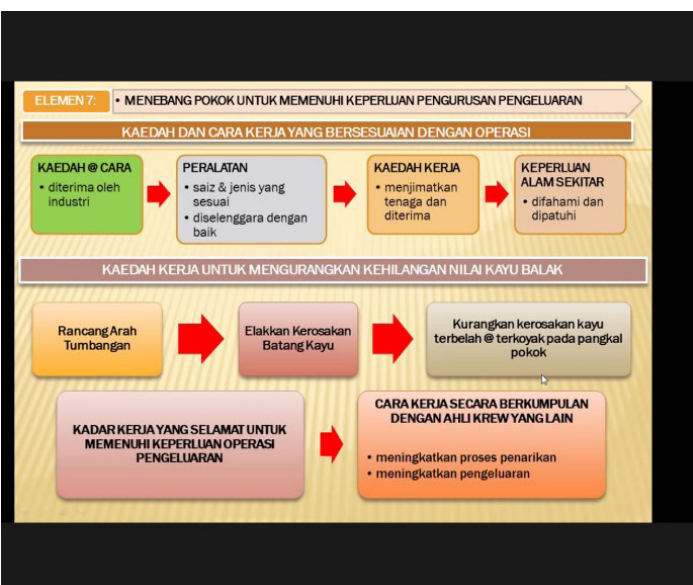 ELEMEN 7:
• MENEBANG POKOK UNTUK MEMENUHI KEPERLUAN PENGURUSAN PENGELUARAN
KAEDAH DAN CARA KERJA YANG BERSESUAIAN DENGAN OPERASI
KAEDAH @ CARA
• diterima oleh
industri
PERALATAN
• saiz & jenis yang
sesuai
• diselenggara dengan
baik
KAEDAH KERJA
• menjimatkan
tenaga dan
diterima
KEPERLUAN
ALAM SEKITAR
• difahami dan
dipatuhi
KAEDAH KERJA UNTUK MENGURANGKAN KEHILANGAN NILAI KAYU BALAK
Rancang Arah
Tumbangan
Elakkan Kerosakan
Batang Kayu
Kurangkan kerosakan kayu
terbelah @ terkoyak pada pangkal
pokok
KADAR KERJA YANG SELAMAT UNTUK
MEMENUHI KEPERLUAN OPERASI
PENGELUARAN
CARA KERJA SECARA BERKUMPULAN
DENGAN AHLI KREW YANG LAIN
• meningkatkan proses penarikan
• meningkatkan pengeluaran